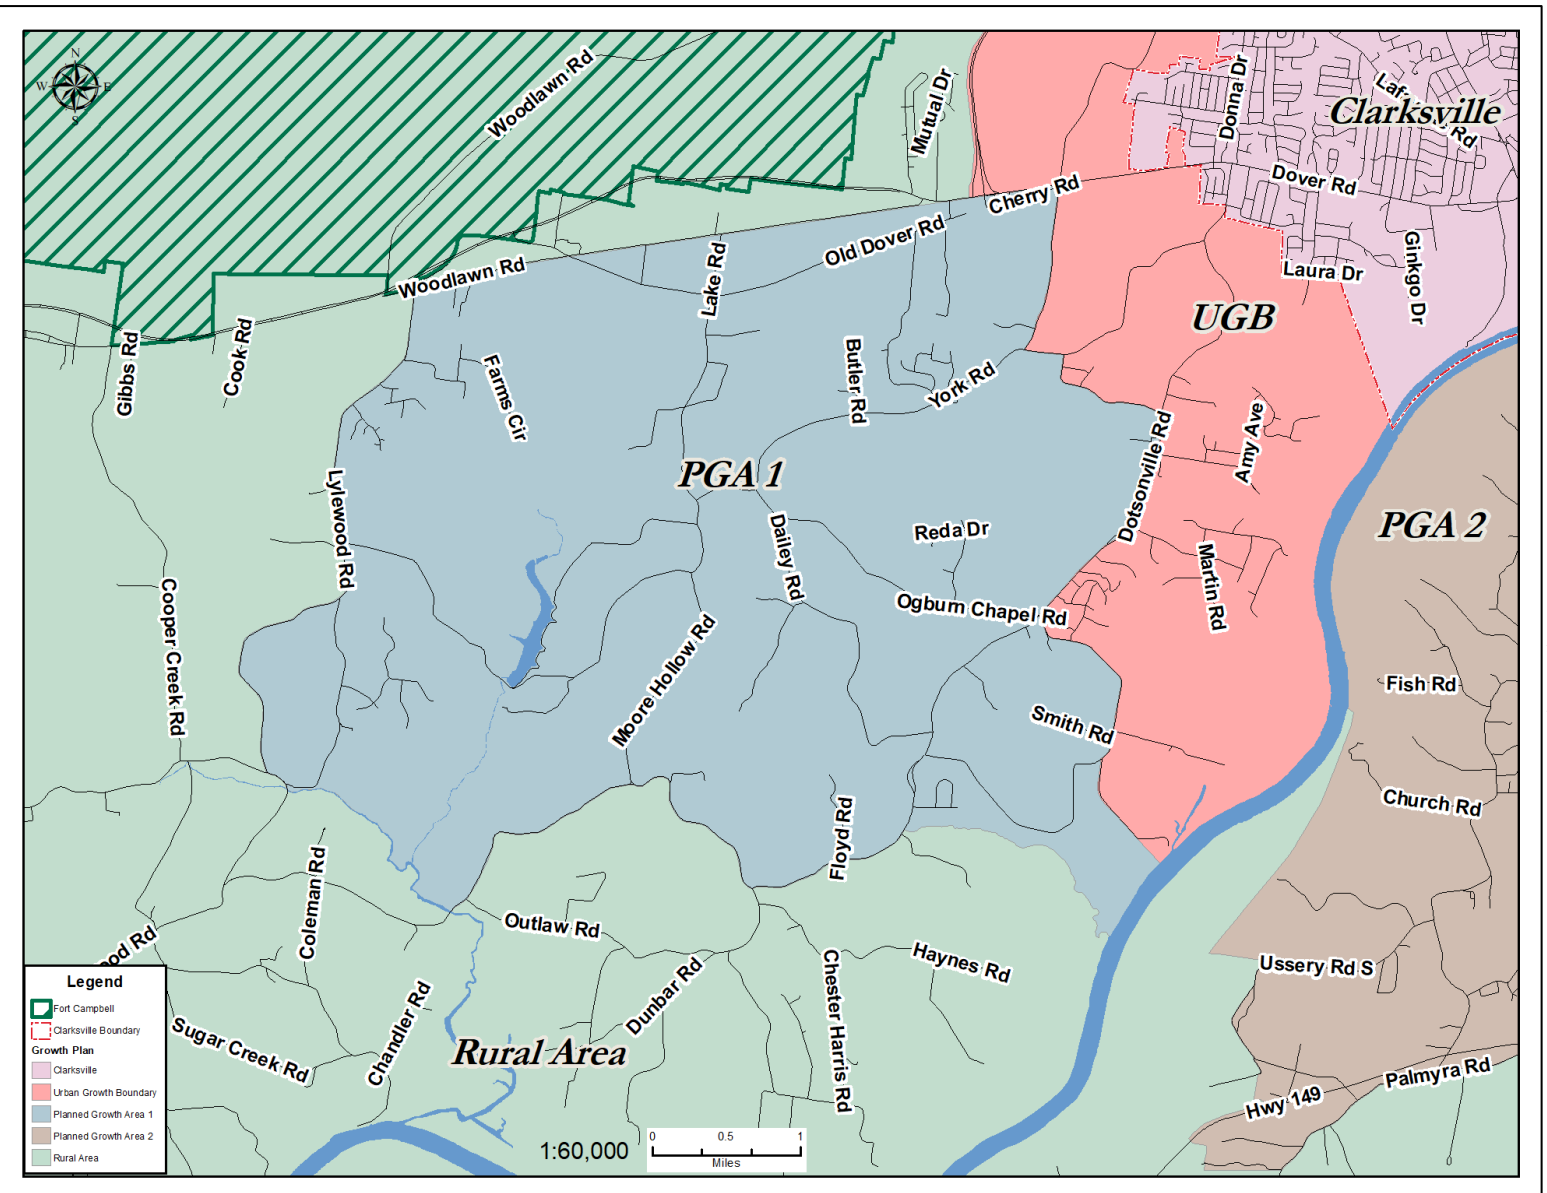 N
W
E
S
Woodlawn Rd
Mutual Dr
Donna Dr
Clarksville
Dover Rd
Cherry Rd
Old Dover Rd
Woodlawn Rd
Lake Rd
Laura Dr
Ginkgo Dr
UGB
Gibbs Rd
Cook Rd
Farms Cir
Butler Rd
York Rd
Amy Ave
Dotsonville Rd
PGA 1
Lylewood Rd
Dailey Rd
Reda Dr
PGA 2
Martin Rd
Cooper Creek Rd
Ogburn Chapel Rd
Moore Hollow Rd
Smith Rd
Fish Rd
Church Rd
Floyd Rd
Coleman Rd
Outlaw Rd
ood Rd
Haynes Rd
Ussery Rd S
Dunbar Rd
Chester Harris Rd
Chandler Rd
Sugar Creek Rd
Rural Area
Palmyra Rd
Hwy 149
Legend
Fort Campbell
Clarksville Boundary
Growth Plan
Clarksville
Urban Growth Boundary
Planned Growth Area 1
Planned Growth Area 2
Rural Area
1:60,000
0 0.5 1
Miles